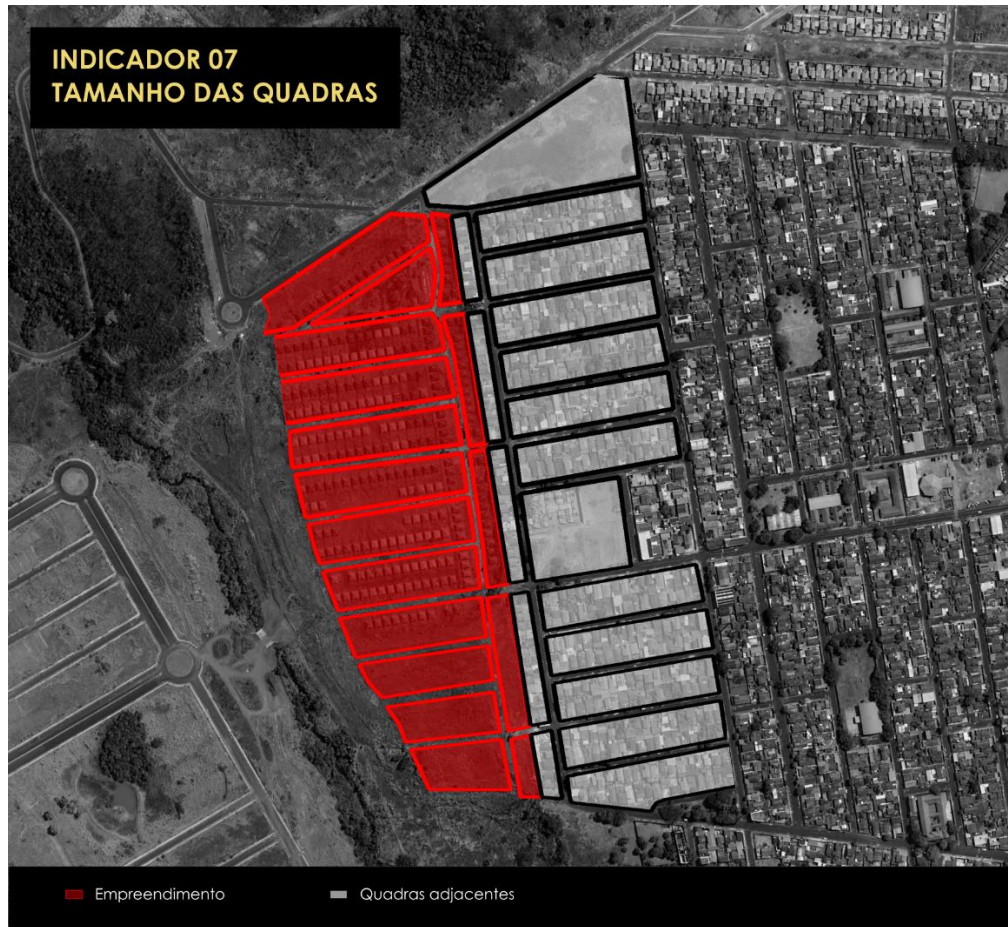 INDICADOR 07
TAMANHO DAS QUADRAS
Empreendimento
Quadras adjacentes